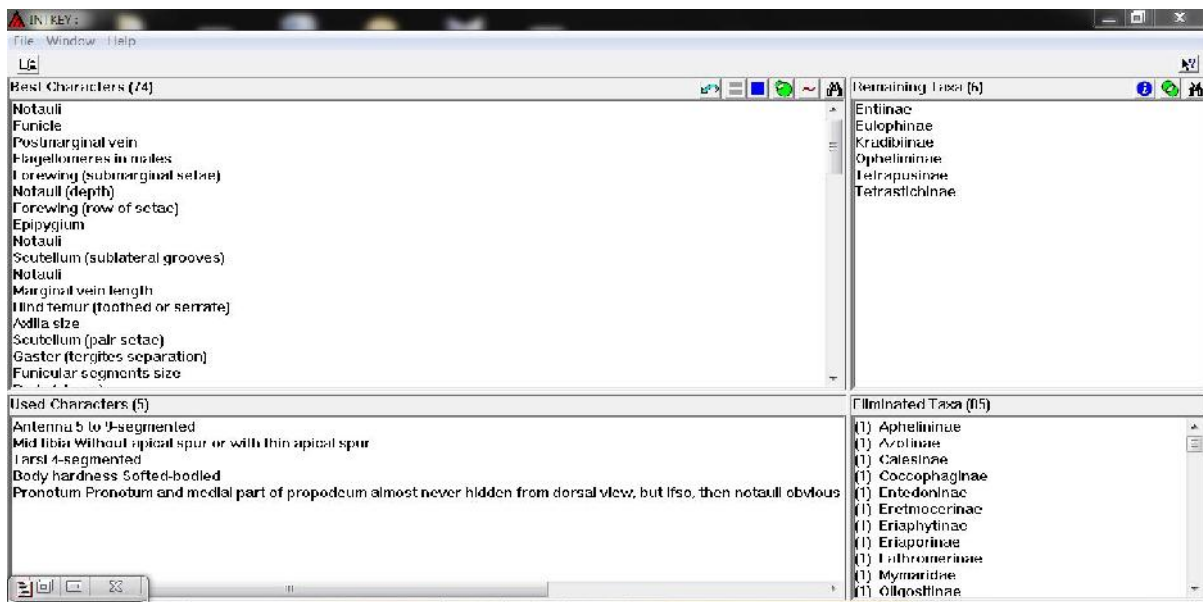 INTKEY:
File Window Help
Best Characters (74)
Notauli
Funicle
Postmarginal vein
Flagellomeres in males
Forewing (submarginal setae)
Notauli (depth)
Forewing (row of setae)
Epipygium
Notauli
Scutellum (sublateral grooves)
Notauli
Marginal vein length
Hind femur (toothed or serrate)
Axilla size
Scutellum (pair setae)
Gaster (tergites separation)
Funicular segments size
Remaining Taxa (6)
Entiinae
Eulophinae
Kradibiinae
Opheliminae
Tetrapusinae
Tetrastichinae
Used Characters (5)
Antenna 5 to 9-segmented
Mid tibia Without apical spur or with thin apical spur
Tarsi 4-segmented
Body hardness Softed-bodied
Pronotum Pronotum and medial part of propodeum almost never hidden from dorsal view, but ifso, then notauli obvious
Eliminated Taxa (85)
(1) Aphelininae
(1) Azotinae
(1) Calesinae
(1) Coccophaginae
(1) Entedoninae
(1) Eretmocerinae
(1) Eriaphytinae
(1) Eriaporinae
(1) Lathromerinae
(1) Mymaridae
(1) Oligositinae